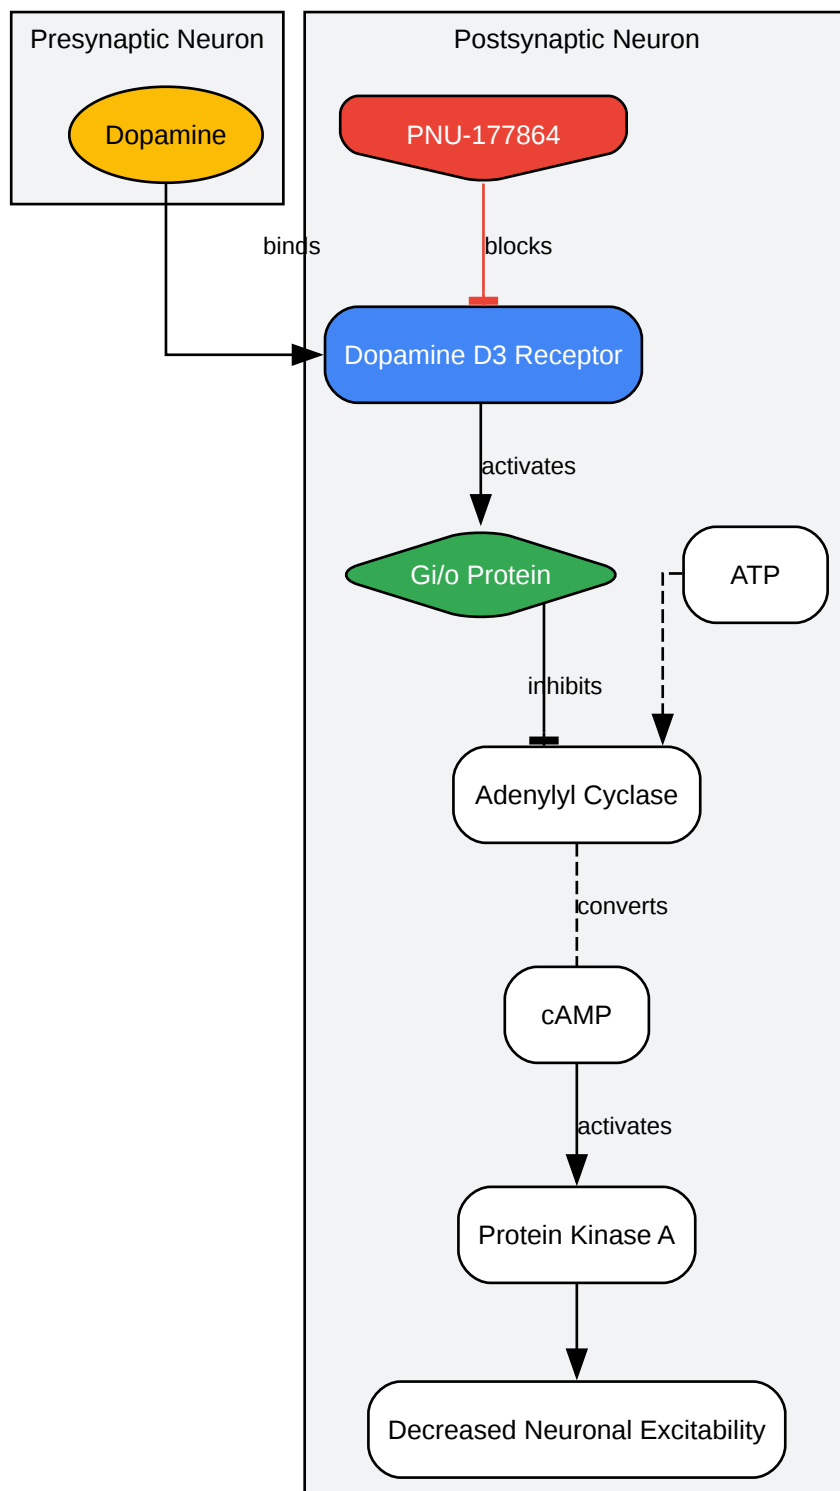 Presynaptic Neuron
Postsynaptic Neuron
Dopamine
PNU-177864
binds
blocks
Dopamine D3 Receptor
activates
Gi/o Protein
ATP
inhibits
Adenylyl Cyclase
converts
cAMP
activates
Protein Kinase A
Decreased Neuronal Excitability